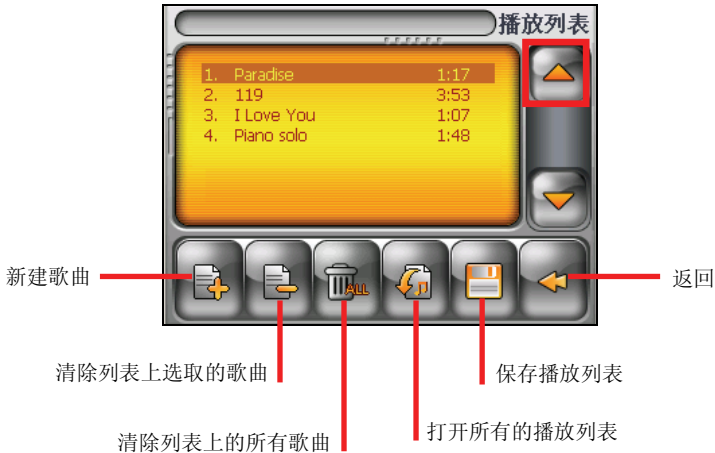 播放列表
1. Paradise 1:17
2. 119 3:53
3. I Love You 1:07
4. Piano solo 1:48
ALL
新建歌曲
返回
清除列表上选取的歌曲
保存播放列表
清除列表上的所有歌曲
打开所有的播放列表